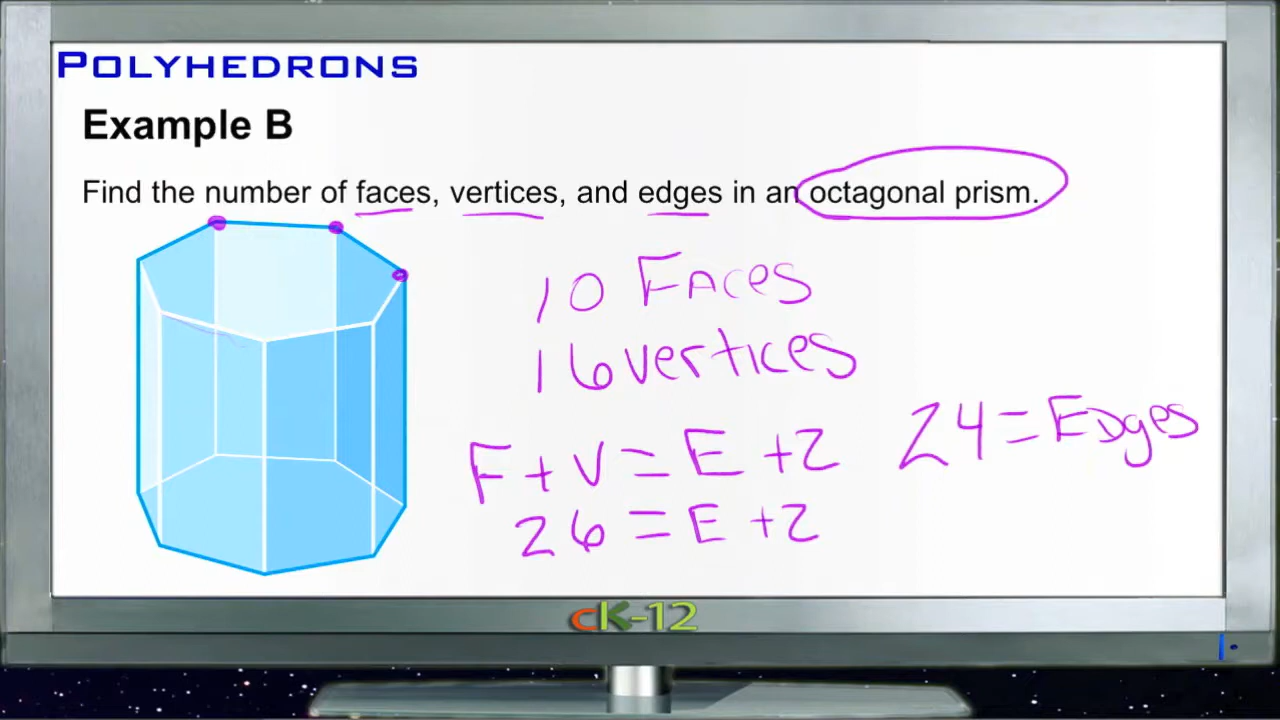 POLYHEDRONS
Example B
Find the number of faces, vertices, and edges in an octagonal prism.
10 FACES
16 vertices
F + V = E + 2
24 = EDges
26 = E + 2
cK-12